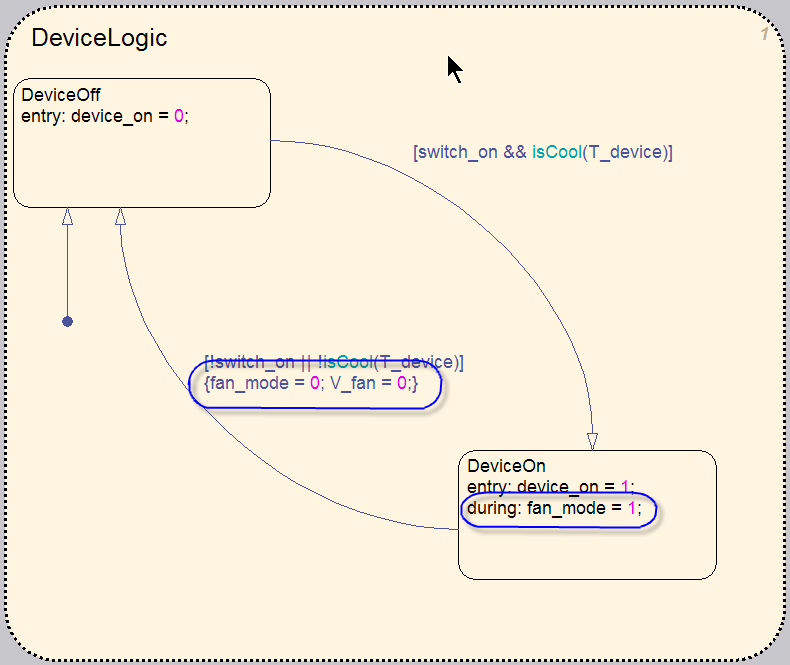 DeviceLogic
1
DeviceOff
entry: device_on = 0;
[switch_on && isCool(T_device)]
[!switch_on || !isCool(T_device)]
{fan_mode = 0; V_fan = 0;}
DeviceOn
entry: device_on = 1;
during: fan_mode = 1;